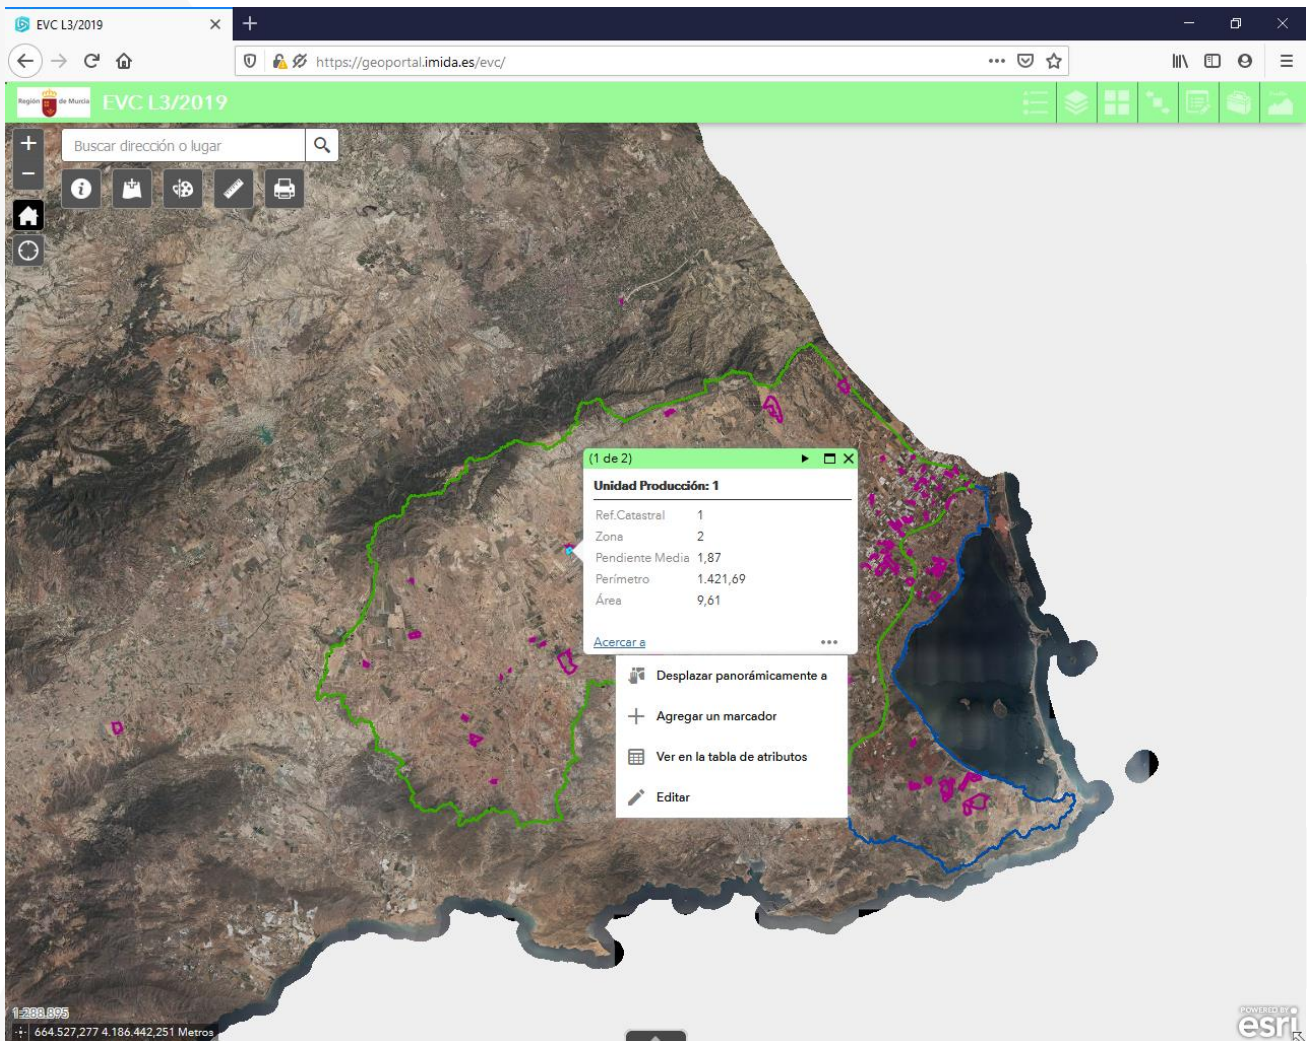 EVC L3/2019
https://geoportal.imida.es/evc/
Región de Murcia
EVC L3/2019
Buscar dirección o lugar
(1 de 2)
Unidad Producción: 1
Ref.Catastral 1
Zona 2
Pendiente Media 1,87
Perímetro 1.421,69
Área 9,61
Acercar a
Desplazar panorámicamente a
Agregar un marcador
Ver en la tabla de atributos
Editar
1:288.895
664.527,277 4.186.442,251 Metros
POWERED BY
esri